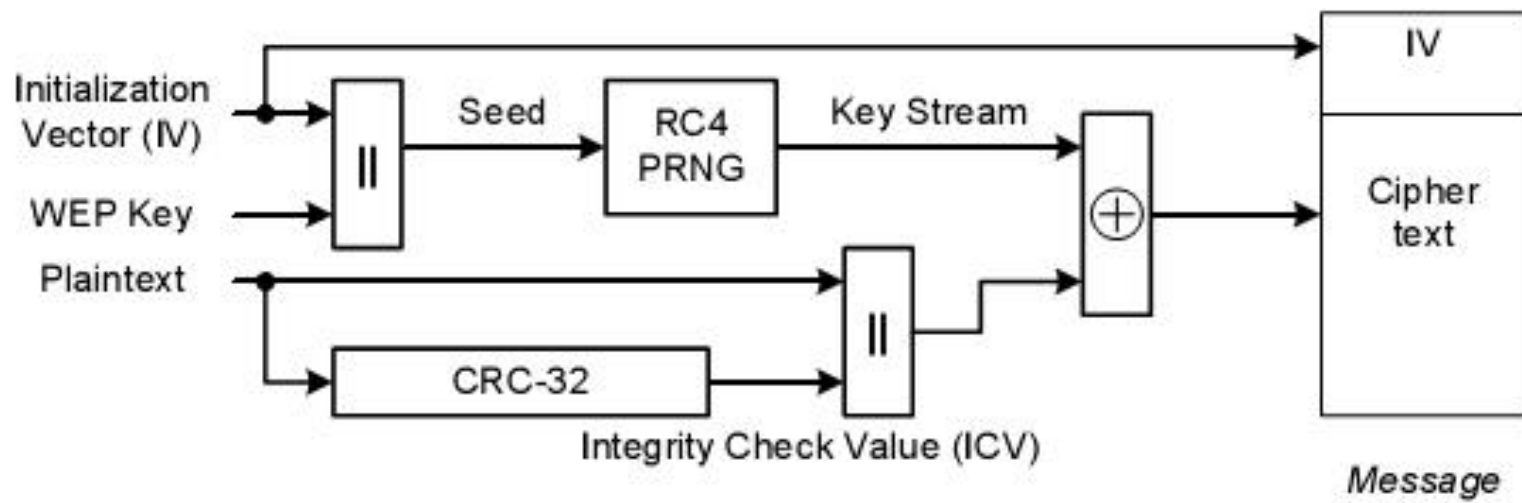 IV
Initialization
Vector (IV)
Seed
RC4
PRNG
Key Stream
||
WEP Key
Cipher
text
Plaintext
||
CRC-32
Integrity Check Value (ICV)
Message